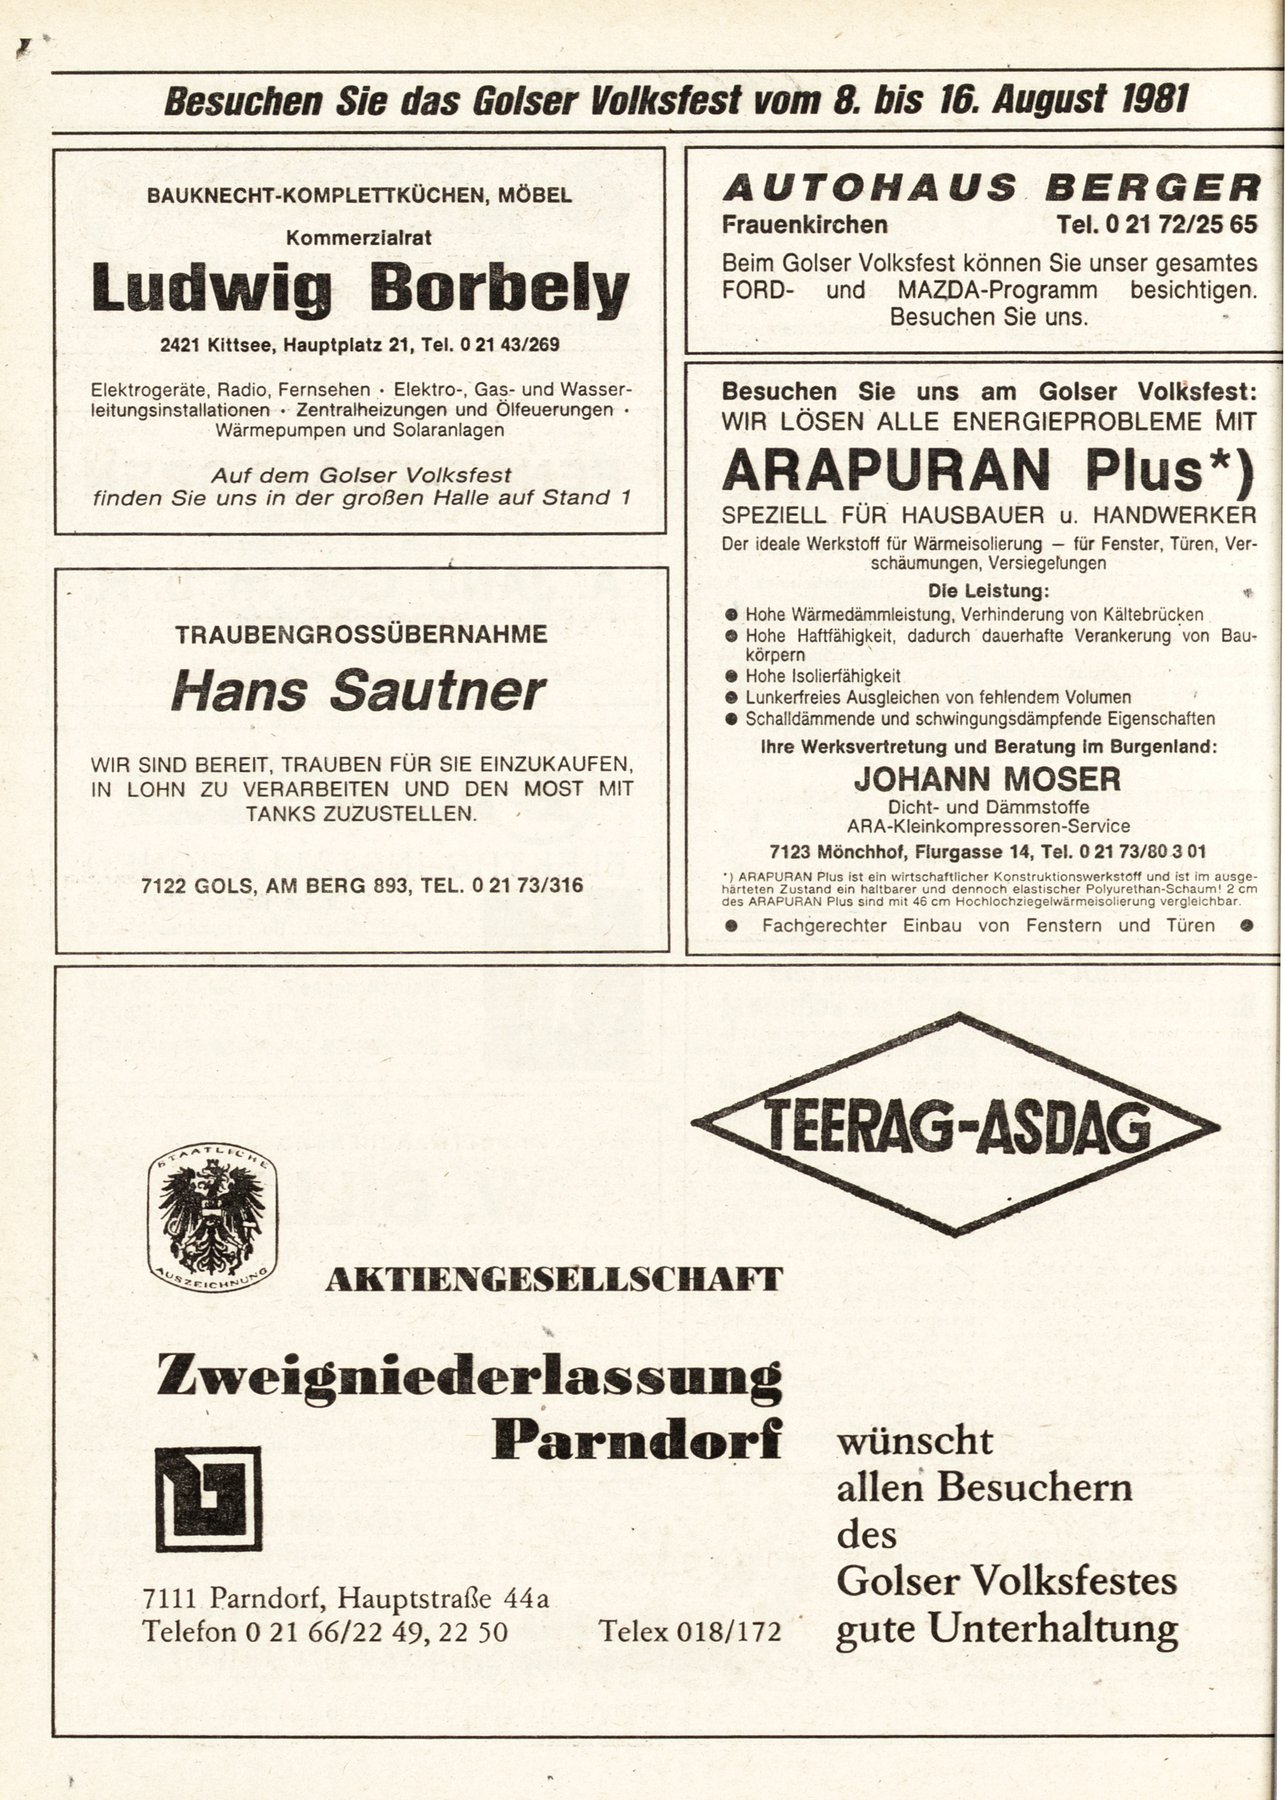 Besuchen Sie das Golser Volksfest vom 8. bis 16. August 1981
BAUKNECHT-KOMPLETTKÜCHEN, MÖBEL
Kommerzialrat
Ludwig Borbely
2421 Kittsee, Hauptplatz 21, Tel. 0 21 43/269
Elektrogeräte, Radio, Fernsehen · Elektro-, Gas- und Wasser-
leitungsinstallationen · Zentralheizungen und Ölfeuerungen ·
Wärmepumpen und Solaranlagen
Auf dem Golser Volksfest
finden Sie uns in der großen Halle auf Stand 1
TRAUBENGROSSÜBERNAHME
Hans Sautner
WIR SIND BEREIT, TRAUBEN FÜR SIE EINZUKAUFEN,
IN LOHN ZU VERARBEITEN UND DEN MOST MIT
TANKS ZUZUSTELLEN.
7122 GOLS, AM BERG 893, TEL. 0 21 73/316
AUTOHAUS BERGER
Frauenkirchen Tel. 0 21 72/25 65
Beim Golser Volksfest können Sie unser gesamtes
FORD- und MAZDA-Programm besichtigen.
Besuchen Sie uns.
Besuchen Sie uns am Golser Volksfest:
WIR LÖSEN ALLE ENERGIEPROBLEME MIT
ARAPURAN Plus*)
SPEZIELL FÜR HAUSBAUER u. HANDWERKER
Der ideale Werkstoff für Wärmeisolierung — für Fenster, Türen, Ver-
schäumungen, Versiegelungen
Die Leistung:
● Hohe Wärmedämmleistung, Verhinderung von Kältebrücken
● Hohe Haftfähigkeit, dadurch dauerhafte Verankerung von Bau-
körpern
● Hohe Isolierfähigkeit
● Lunkerfreies Ausgleichen von fehlendem Volumen
● Schalldämmende und schwingungsdämpfende Eigenschaften
Ihre Werksvertretung und Beratung im Burgenland:
JOHANN MOSER
Dicht- und Dämmstoffe
ARA-Kleinkompressoren-Service
7123 Mönchhof, Flurgasse 14, Tel. 0 21 73/80 3 01
*) ARAPURAN Plus ist ein wirtschaftlicher Konstruktionswerkstoff und ist im ausge-
härteten Zustand ein haltbarer und dennoch elastischer Polyurethan-Schaum! 2 cm
des ARAPURAN Plus sind mit 46 cm Hochlochziegelwärmeisolierung vergleichbar.
● Fachgerechter Einbau von Fenstern und Türen ●
TEERAG-ASDAG
STAATLICHE
AUSZEICHNUNG
AKTIENGESELLSCHAFT
Zweigniederlassung
Parndorf
7111 Parndorf, Hauptstraße 44a
Telefon 0 21 66/22 49, 22 50 Telex 018/172
wünscht
allen Besuchern
des
Golser Volksfestes
gute Unterhaltung